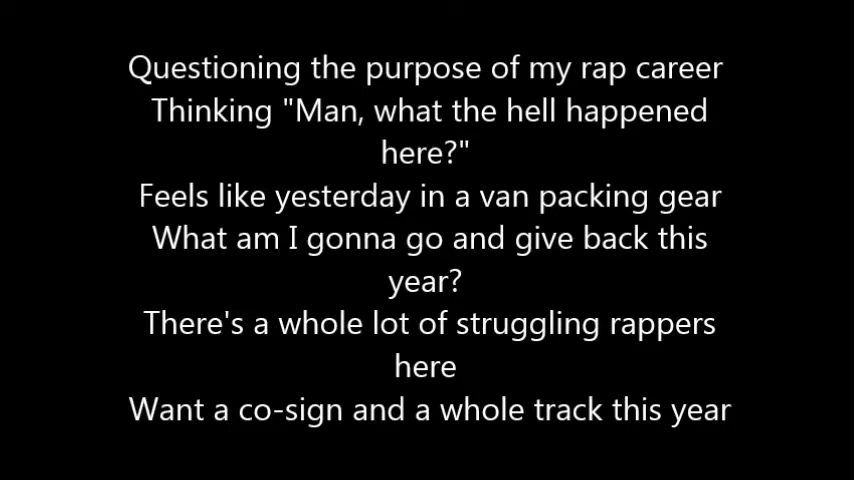 Questioning the purpose of my rap career
Thinking "Man, what the hell happened
here?"
Feels like yesterday in a van packing gear
What am I gonna go and give back this
year?
There's a whole lot of struggling rappers
here
Want a co-sign and a whole track this year